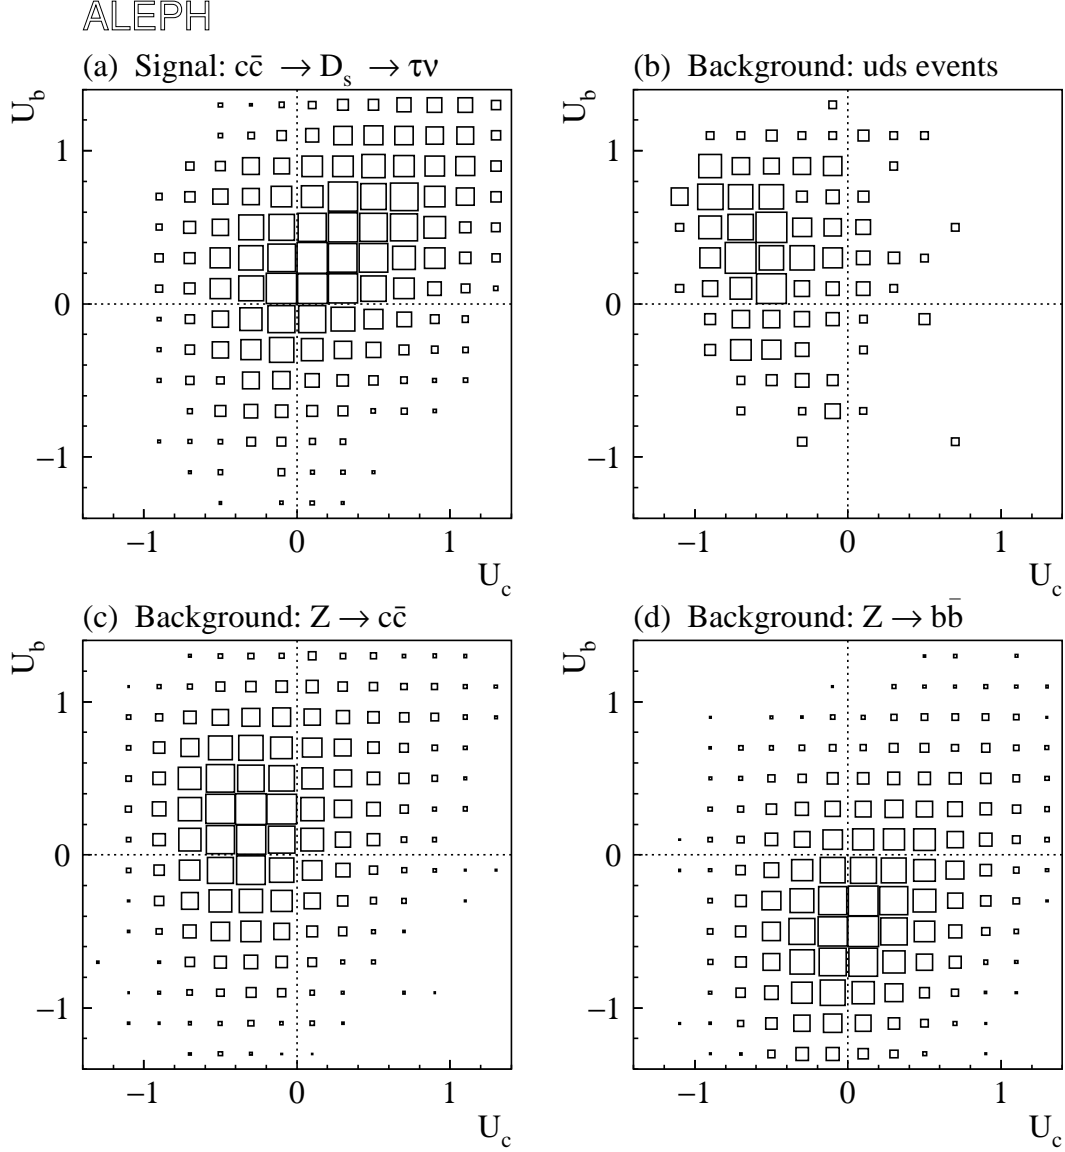 ALEPH
(a) Signal: cc̄ → D_s → τν
(b) Background: uds events
U_b
1
0
−1
−1 0 1
U_c
U_b
1
0
−1
−1 0 1
U_c
(c) Background: Z → cc̄
(d) Background: Z → bb̄
U_b
1
0
−1
−1 0 1
U_c
U_b
1
0
−1
−1 0 1
U_c